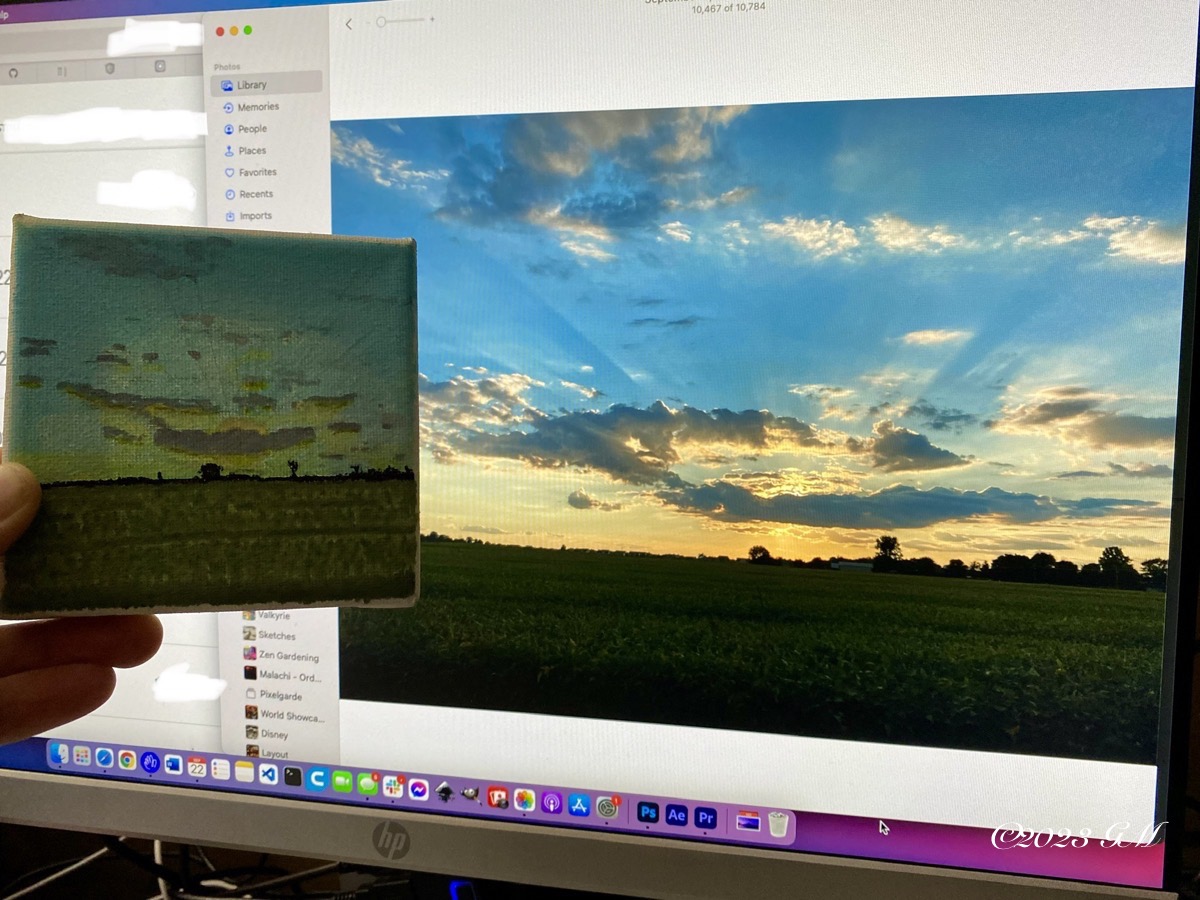 lp
10,467 of 10,784
Photos
Library
Memories
People
Places
Favorites
Recents
Imports
Valkyrie
Sketches
Zen Gardening
Malachi - Ord...
Pixelgarde
World Showca...
Disney
Layout
22
Ps
Ae
Pr
hp
©2023 GM